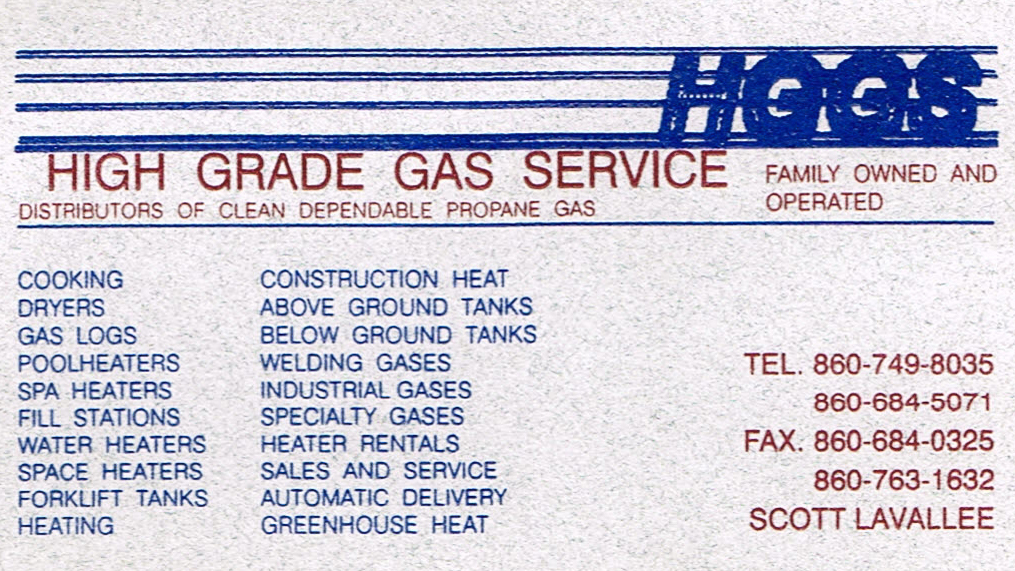 HGGS
HIGH GRADE GAS SERVICE
FAMILY OWNED AND
OPERATED
DISTRIBUTORS OF CLEAN DEPENDABLE PROPANE GAS
COOKING
DRYERS
GAS LOGS
POOLHEATERS
SPA HEATERS
FILL STATIONS
WATER HEATERS
SPACE HEATERS
FORKLIFT TANKS
HEATING
CONSTRUCTION HEAT
ABOVE GROUND TANKS
BELOW GROUND TANKS
WELDING GASES
INDUSTRIAL GASES
SPECIALTY GASES
HEATER RENTALS
SALES AND SERVICE
AUTOMATIC DELIVERY
GREENHOUSE HEAT
TEL. 860-749-8035
860-684-5071
FAX. 860-684-0325
860-763-1632
SCOTT LAVALLEE